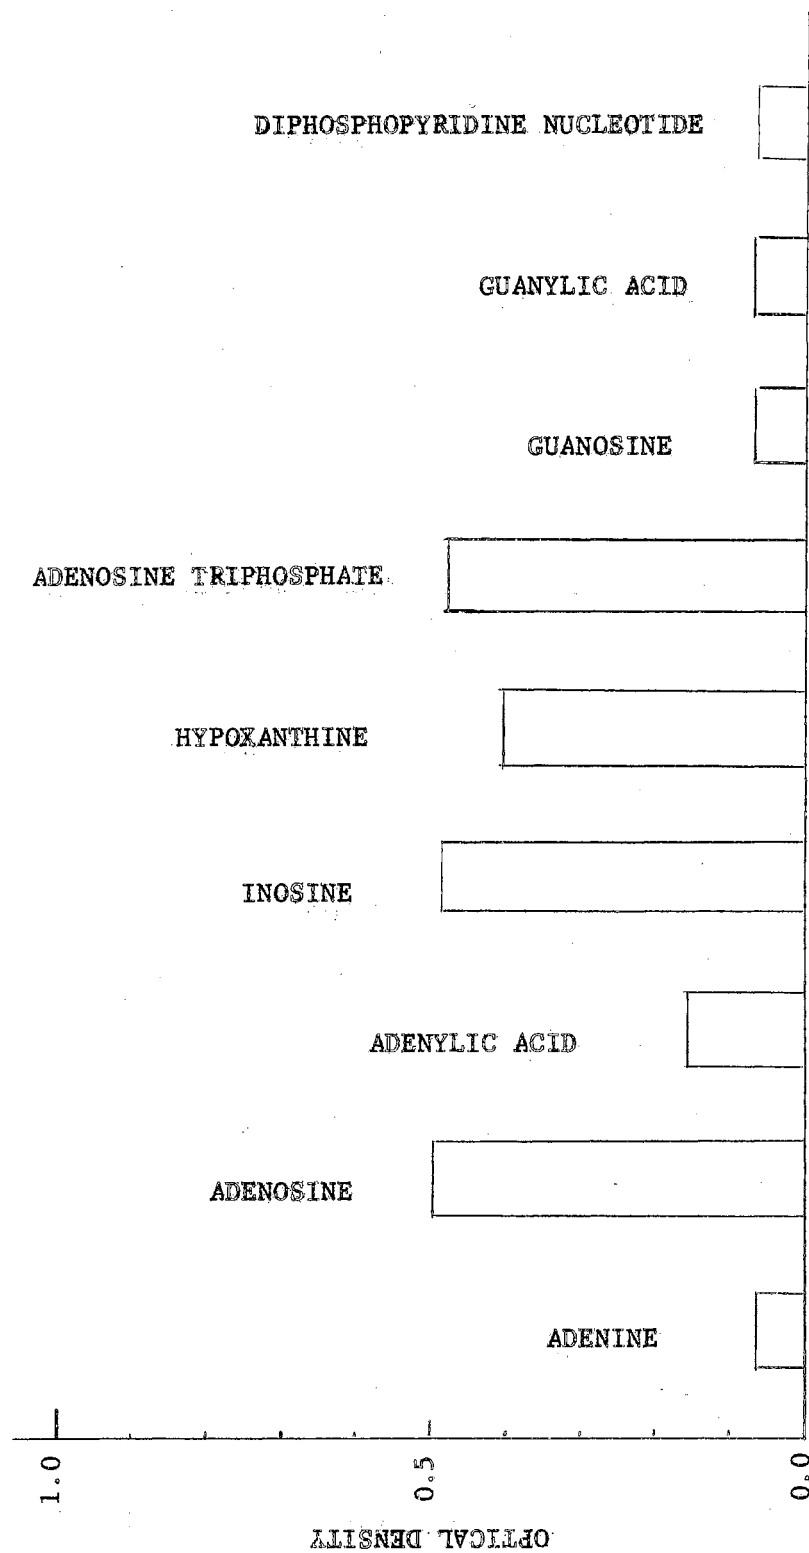 DIPHOSPHOPYRIDINE NUCLEOTIDE
GUANYLIC ACID
GUANOSINE
ADENOSINE TRIPHOSPHATE
HYPOXANTHINE
INOSINE
ADENYLIC ACID
ADENOSINE
ADENINE
1.0
0.5
0.0
OPTICAL DENSITY